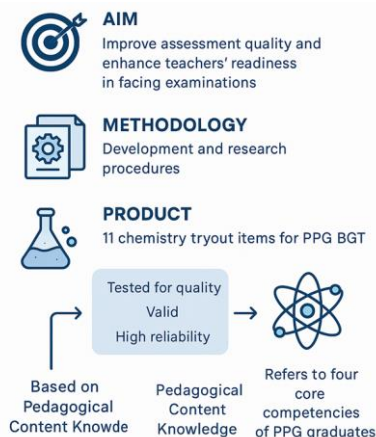 AIM
Improve assessment quality and
enhance teachers' readiness
in facing examinations
METHODOLOGY
Development and research
procedures
PRODUCT
11 chemistry tryout items for PPG BGT
Tested for quality
Valid
High reliability
Based on
Pedagogical
Content Knowde
Pedagogical
Content
Knowledge
Refers to four
core
competencies
of PPG graduates